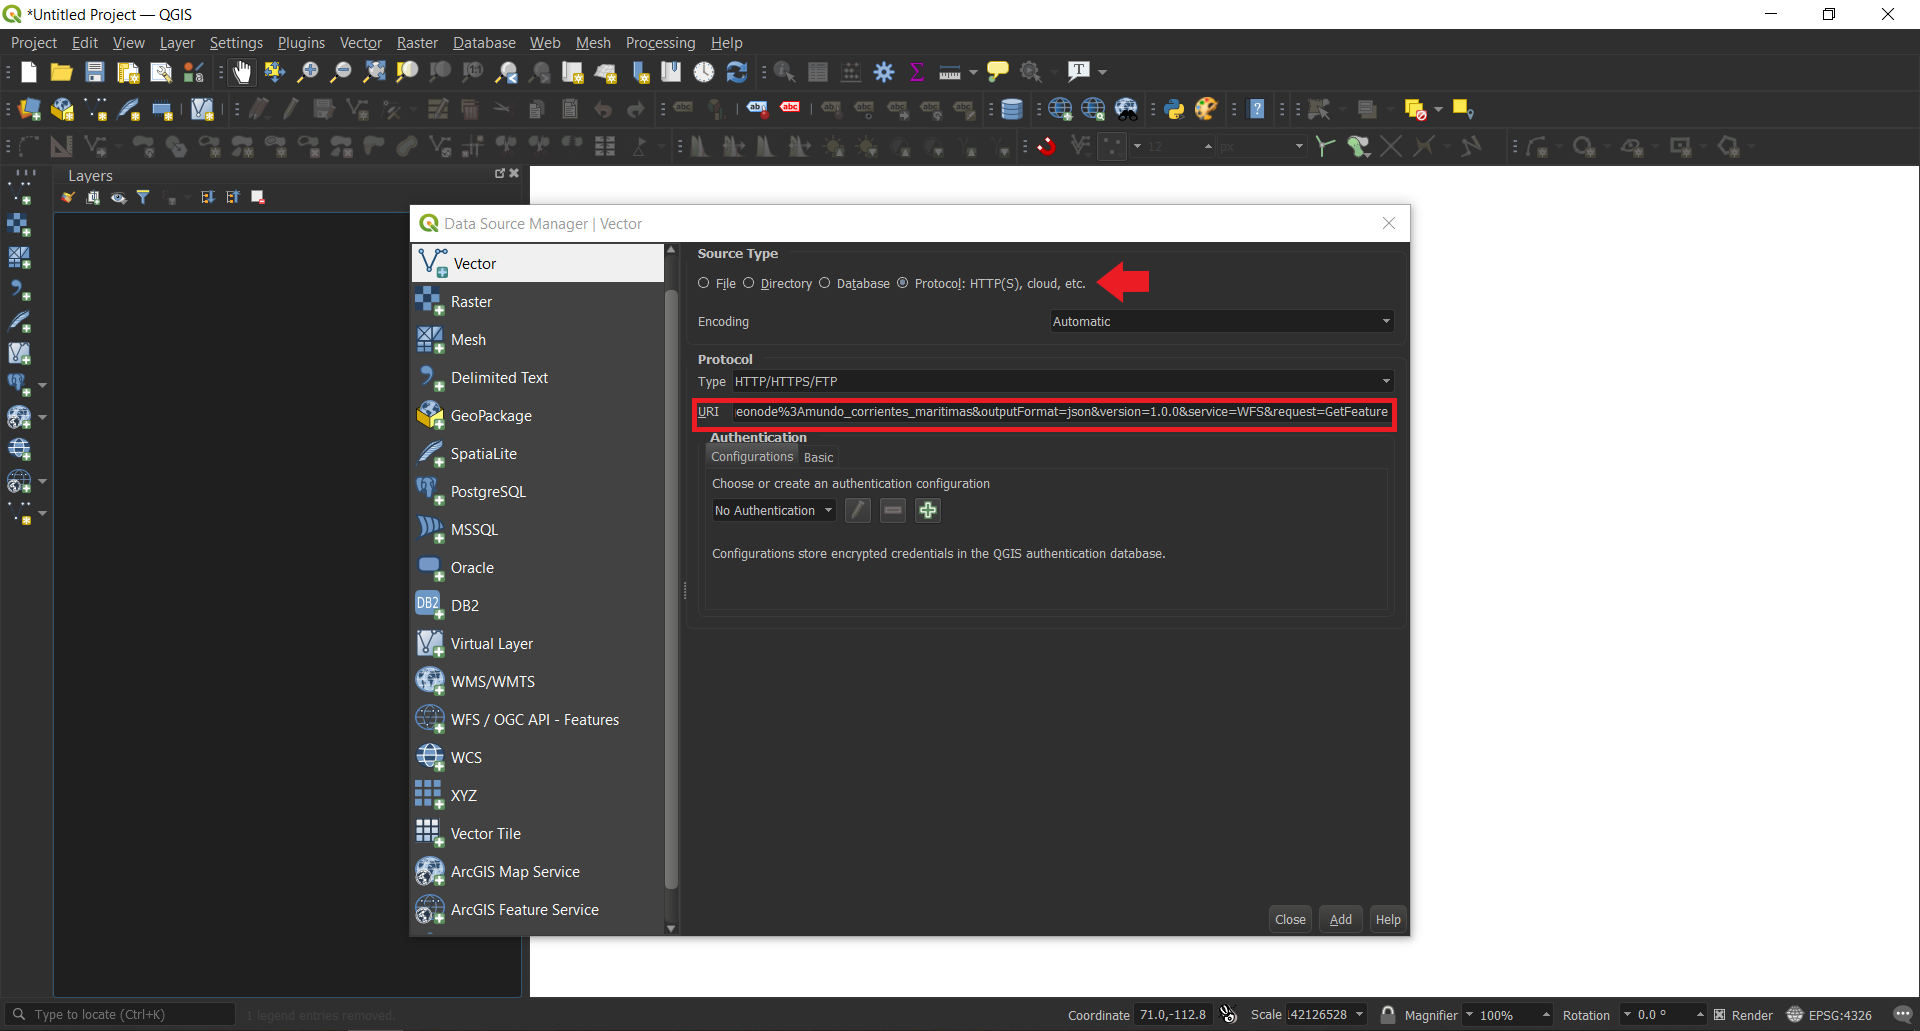 *Untitled Project — QGIS
Project Edit View Layer Settings Plugins Vector Raster Database Web Mesh Processing Help
Layers
Data Source Manager | Vector
Vector
Raster
Mesh
Delimited Text
GeoPackage
SpatiaLite
PostgreSQL
MSSQL
Oracle
DB2
Virtual Layer
WMS/WMTS
WFS / OGC API - Features
WCS
XYZ
Vector Tile
ArcGIS Map Service
ArcGIS Feature Service
Source Type
File Directory Database Protocol: HTTP(S), cloud, etc.
Encoding Automatic
Protocol
Type HTTP/HTTPS/FTP
URI eonode%3Amundo_corrientes_maritimas&outputFormat=json&version=1.0.0&service=WFS&request=GetFeature
Authentication
Configurations Basic
Choose or create an authentication configuration
No Authentication
Configurations store encrypted credentials in the QGIS authentication database.
Close Add Help
Type to locate (Ctrl+K) 1 legend entries removed. Coordinate 71.0,-112.8 Scale 42126528 Magnifier 100% Rotation 0.0 ° Render EPSG:4326